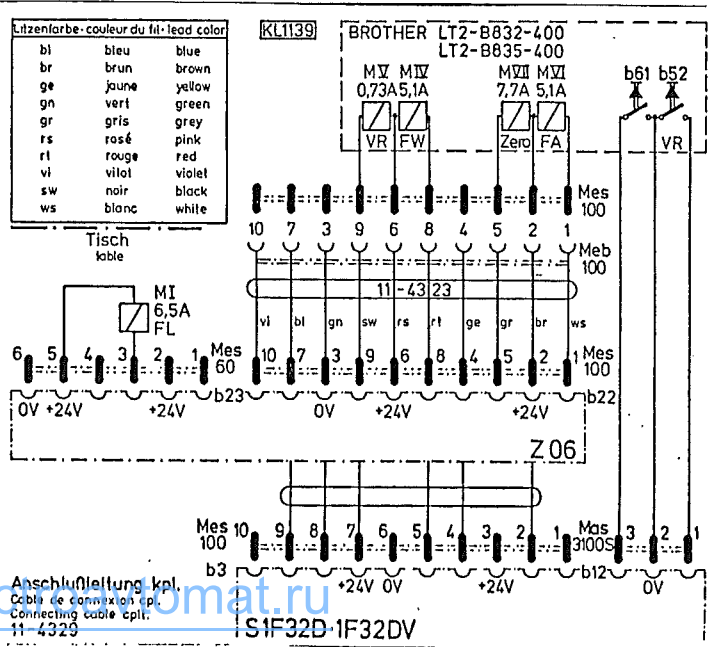 Litzenfarbe·couleur du fil·lead color
bl bleu blue
br brun brown
ge jaune yellow
gn vert green
gr gris grey
rs rosé pink
rt rouge red
vi vilot violet
sw noir black
ws blanc white
KL1139
BROTHER LT2-B832-400
LT2-B835-400
MV MIV MVII MVI
0,73A 5,1A 7,7A 5,1A
b61 b52
VR FW Zero FA VR
Mes
100
10 7 3 9 6 8 4 5 2 1
Meb
100
11-4323
vi bl gn sw rs rt ge gr br ws
Tisch
table
MI
6,5A
FL
6 5 4 3 2 1 Mes
60
10 7 3 9 6 8 4 5 2 1 Mes
100
b23 b22
0V +24V +24V 0V +24V +24V
Z06
Mes
100
10 9 8 7 6 5 4 3 2 1
Mas
3100S
3 2 1
b3 b12
+24V 0V +24V 0V
Anschlußleitung kpl.
Cable de connexion cpl.
Connecting cable cplt.
11-4329
ctroavtomat.ru
S1F32D·1F32DV